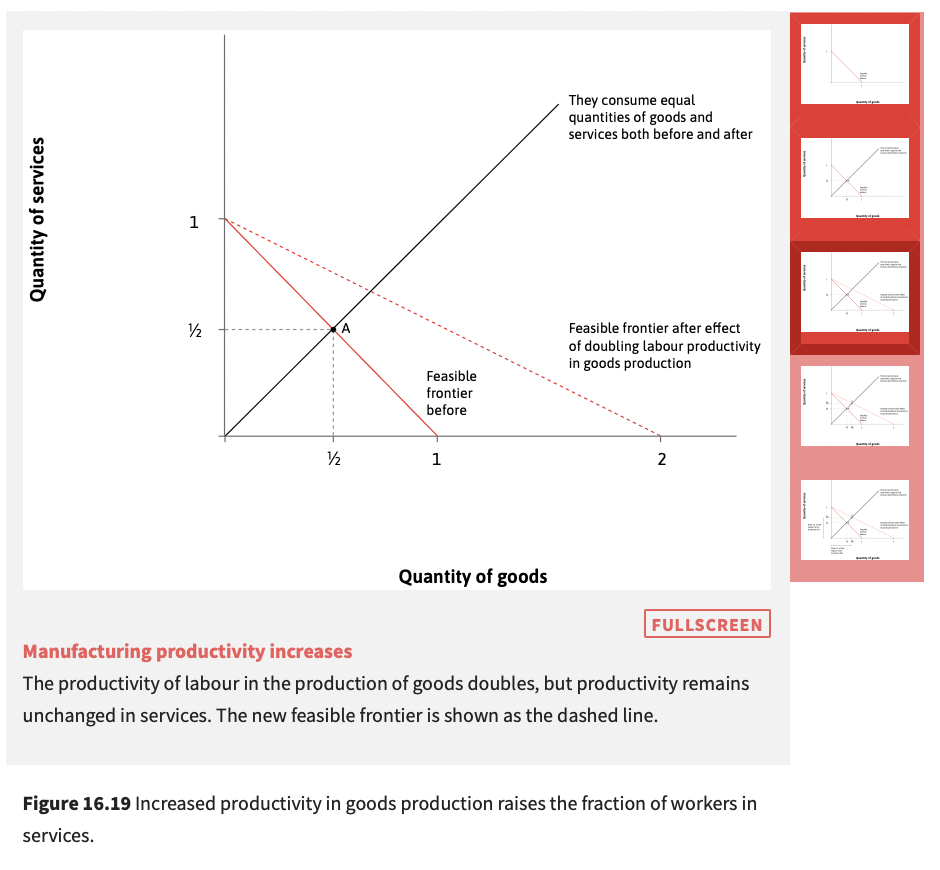 They consume equal
quantities of goods and
services both before and after
Quantity of services
1
½
A
Feasible frontier after effect
of doubling labour productivity
in goods production
Feasible
frontier
before
½
1
2
Quantity of goods
FULLSCREEN
Manufacturing productivity increases
The productivity of labour in the production of goods doubles, but productivity remains
unchanged in services. The new feasible frontier is shown as the dashed line.
Figure 16.19 Increased productivity in goods production raises the fraction of workers in
services.